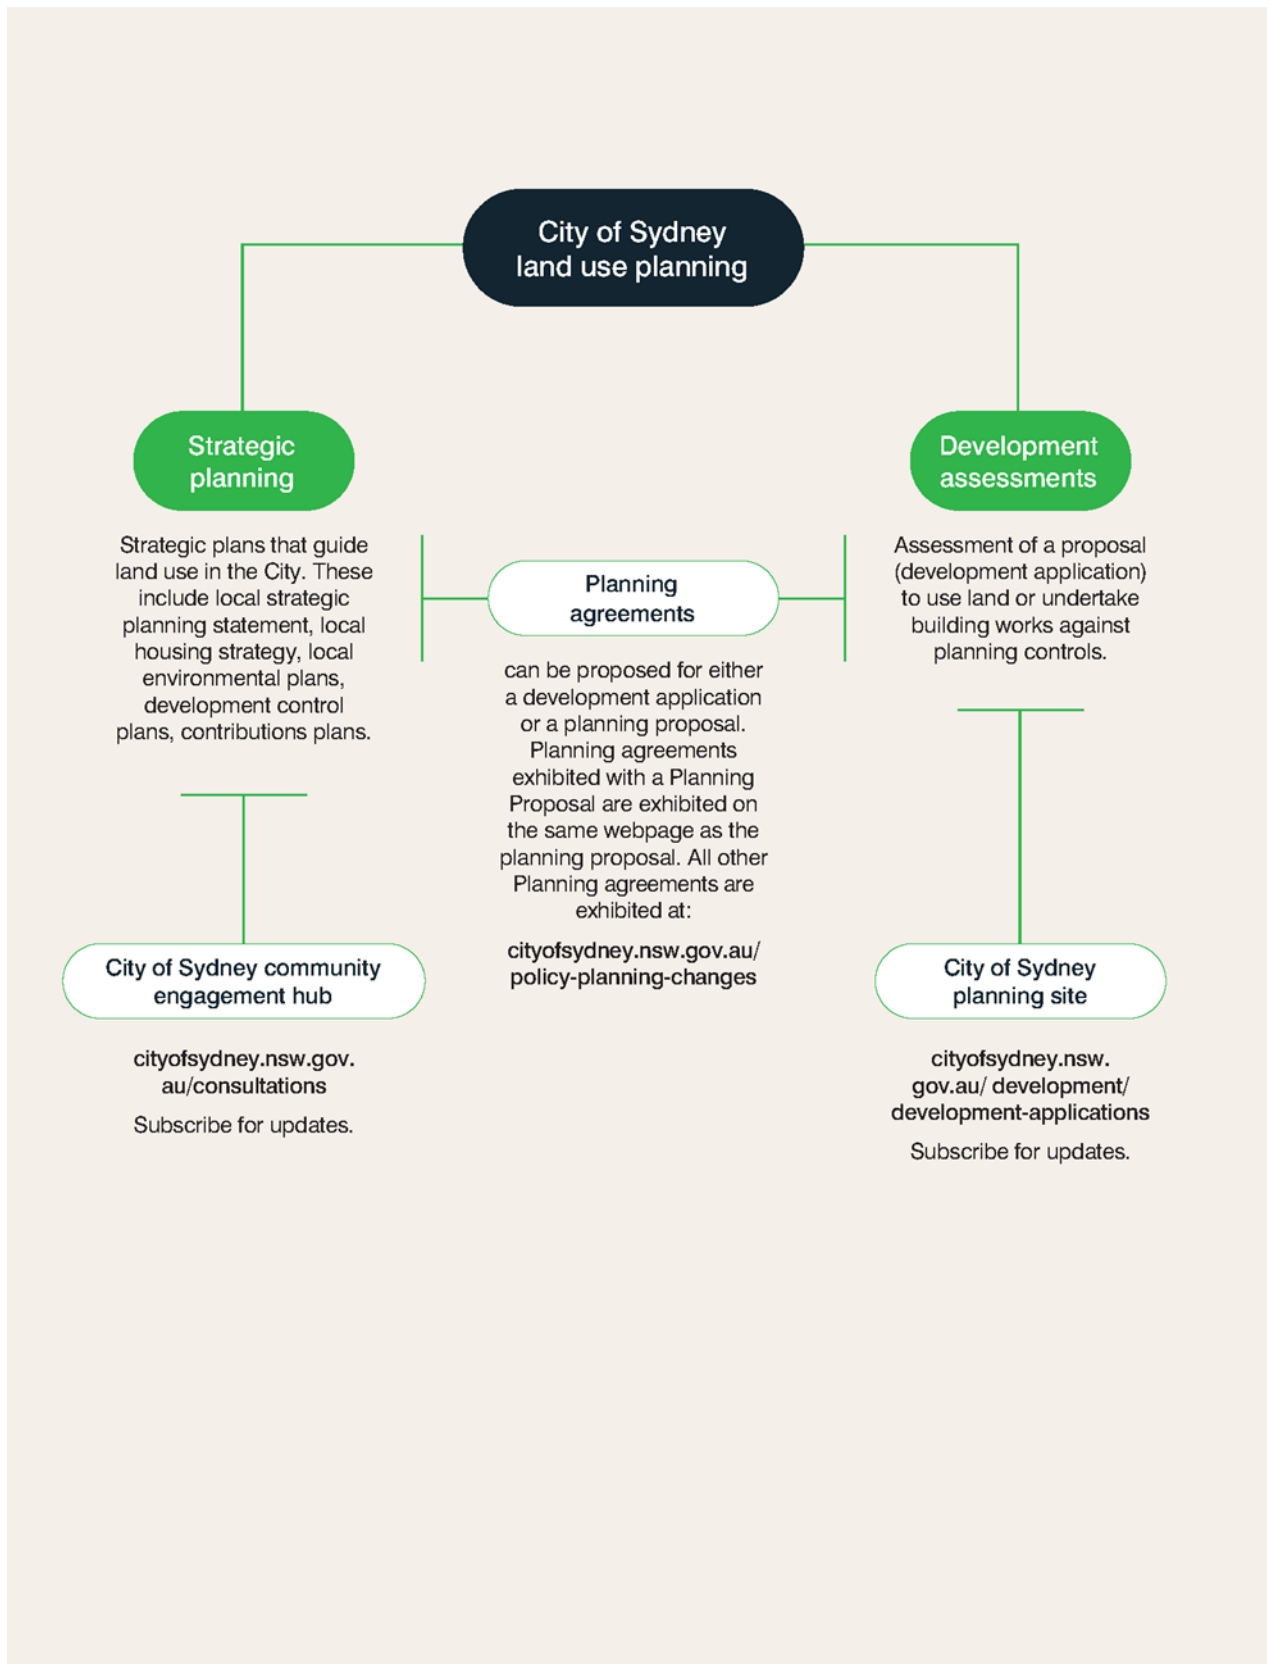 City of Sydney
land use planning
Strategic
planning
Strategic plans that guide
land use in the City. These
include local strategic
planning statement, local
housing strategy, local
environmental plans,
development control
plans, contributions plans.
City of Sydney community
engagement hub
cityofsydney.nsw.gov.
au/consultations
Subscribe for updates.
Planning
agreements
can be proposed for either
a development application
or a planning proposal.
Planning agreements
exhibited with a Planning
Proposal are exhibited on
the same webpage as the
planning proposal. All other
Planning agreements are
exhibited at:
cityofsydney.nsw.gov.au/
policy-planning-changes
Development
assessments
Assessment of a proposal
(development application)
to use land or undertake
building works against
planning controls.
City of Sydney
planning site
cityofsydney.nsw.
gov.au/ development/
development-applications
Subscribe for updates.